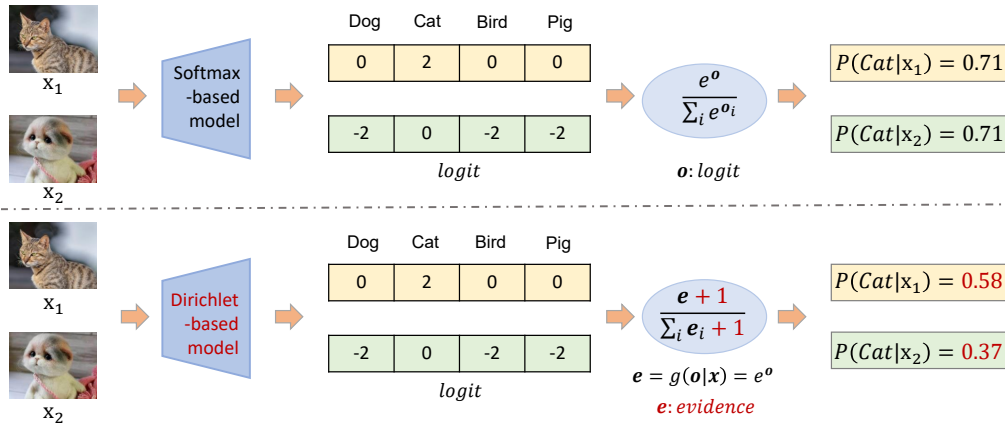 Dog Cat Bird Pig
x₁
Softmax
-based
model
0 2 0 0
-2 0 -2 -2
logit
e^𝒐
∑ᵢ e^𝒐ᵢ
𝒐: logit
P(Cat|x₁) = 0.71
P(Cat|x₂) = 0.71
x₂
Dog Cat Bird Pig
x₁
Dirichlet
-based
model
0 2 0 0
-2 0 -2 -2
logit
𝒆 + 1
∑ᵢ 𝒆ᵢ + 1
𝒆 = g(𝒐|𝒙) = e^𝒐
𝒆: evidence
P(Cat|x₁) = 0.58
P(Cat|x₂) = 0.37
x₂